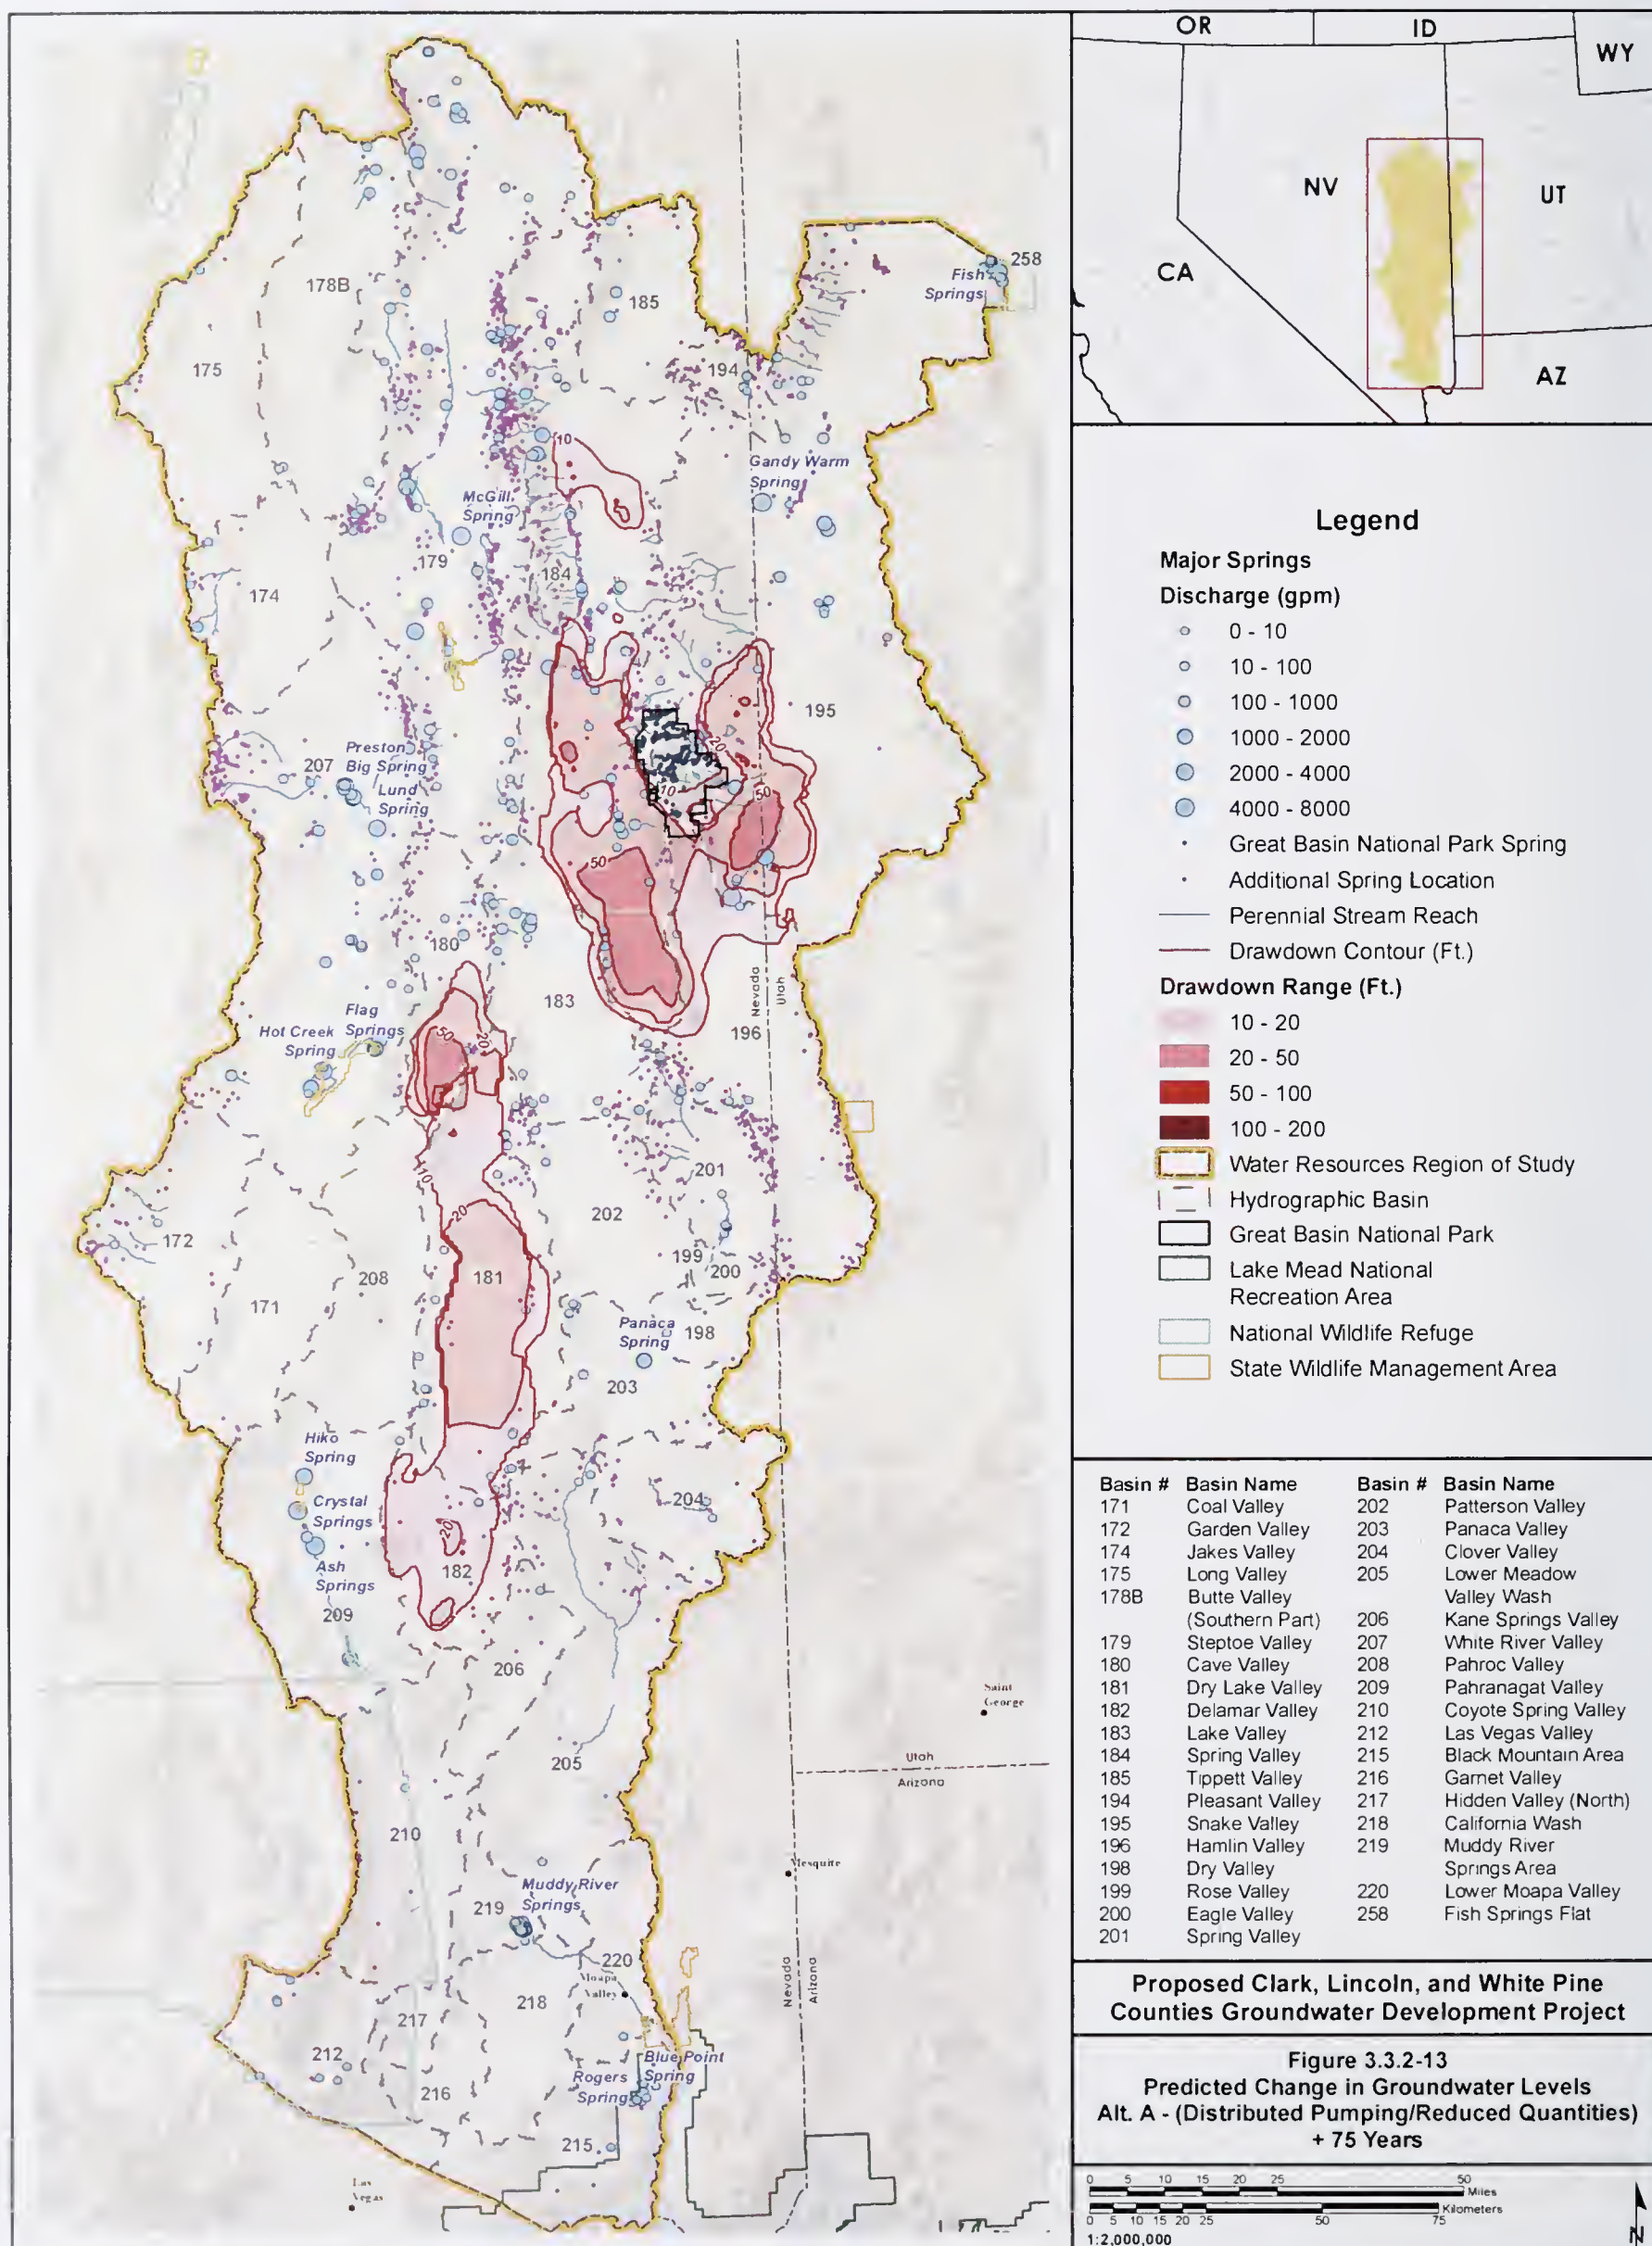 OR
ID
WY
NV
UT
CA
AZ
258
Fish
Springs
178B
185
175
194
10
Gandy Warm
Spring
McGill
Spring
179
184
174
195
20
Preston
Big Spring
207
Lund
Spring
10
50
50
180
183
Nevada
Utah
196
Flag
Springs
Hot Creek
Spring
50
20
10
201
20
202
172
199
200
208
181
171
Panaca
Spring
198
203
Hiko
Spring
Crystal
Springs
204
20
Ash
Springs
182
209
206
Saint
George
205
Utah
Arizona
210
Mesquite
Muddy River
Springs
219
220
Moapa
Valley
Nevada
Arizona
218
217
212
Blue Point
Spring
Rogers
Spring
216
215
Las
Vegas
Legend
Major Springs
Discharge (gpm)
0 - 10
10 - 100
100 - 1000
1000 - 2000
2000 - 4000
4000 - 8000
Great Basin National Park Spring
Additional Spring Location
Perennial Stream Reach
Drawdown Contour (Ft.)
Drawdown Range (Ft.)
10 - 20
20 - 50
50 - 100
100 - 200
Water Resources Region of Study
Hydrographic Basin
Great Basin National Park
Lake Mead National
Recreation Area
National Wildlife Refuge
State Wildlife Management Area
Basin # Basin Name Basin # Basin Name
171 Coal Valley 202 Patterson Valley
172 Garden Valley 203 Panaca Valley
174 Jakes Valley 204 Clover Valley
175 Long Valley 205 Lower Meadow
178B Butte Valley Valley Wash
(Southern Part) 206 Kane Springs Valley
179 Steptoe Valley 207 White River Valley
180 Cave Valley 208 Pahroc Valley
181 Dry Lake Valley 209 Pahranagat Valley
182 Delamar Valley 210 Coyote Spring Valley
183 Lake Valley 212 Las Vegas Valley
184 Spring Valley 215 Black Mountain Area
185 Tippett Valley 216 Garnet Valley
194 Pleasant Valley 217 Hidden Valley (North)
195 Snake Valley 218 California Wash
196 Hamlin Valley 219 Muddy River
198 Dry Valley Springs Area
199 Rose Valley 220 Lower Moapa Valley
200 Eagle Valley 258 Fish Springs Flat
201 Spring Valley
Proposed Clark, Lincoln, and White Pine
Counties Groundwater Development Project
Figure 3.3.2-13
Predicted Change in Groundwater Levels
Alt. A - (Distributed Pumping/Reduced Quantities)
+ 75 Years
0 5 10 15 20 25 50
Miles
Kilometers
0 5 10 15 20 25 50 75
1:2,000,000
N